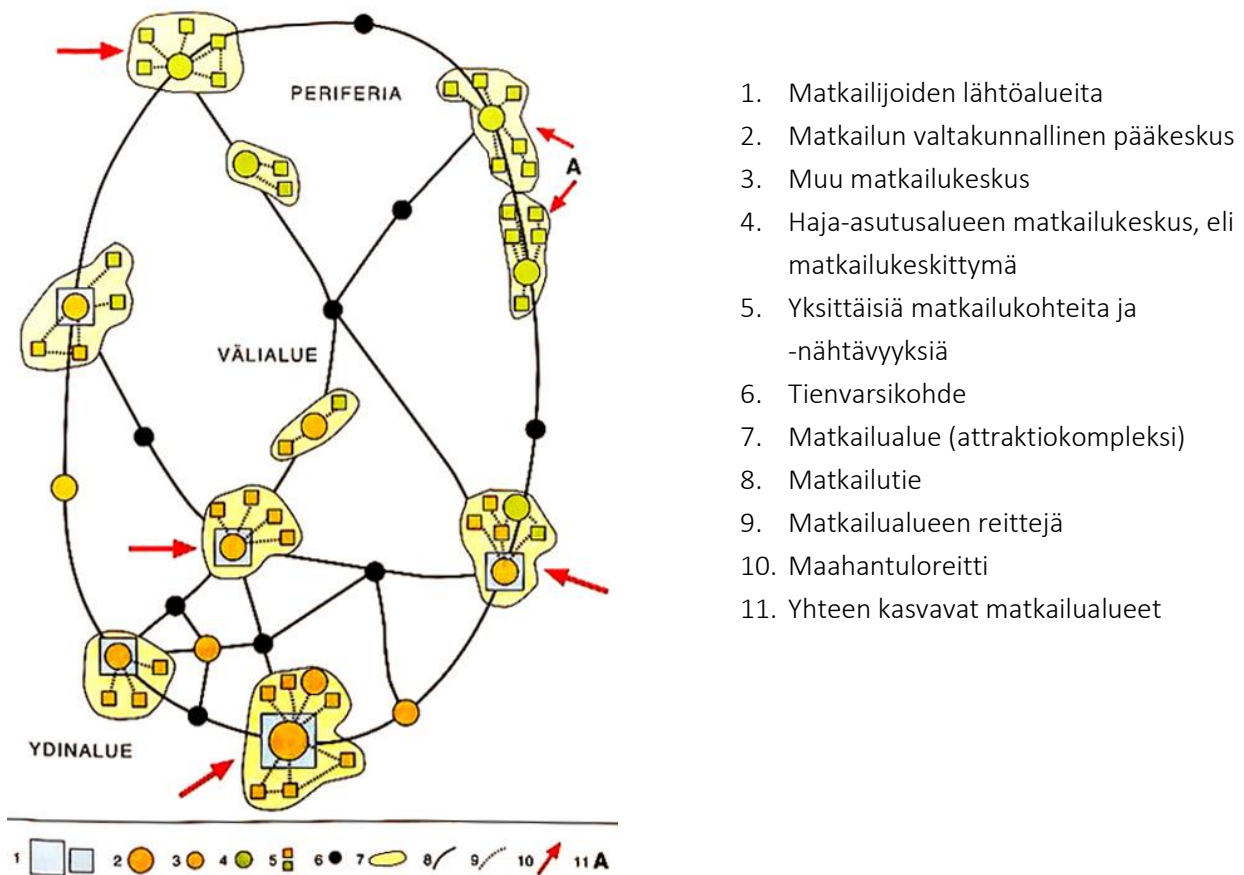 PERIFERIA
A
VÄLIALUE
YDINALUE
1 2 3 4 5 6 7 8 9 10 11 A
1. Matkailijoiden lähtöalueita
2. Matkailun valtakunnallinen pääkeskus
3. Muu matkailukeskus
4. Haja-asutusalueen matkailukeskus, eli
matkailukeskittymä
5. Yksittäisiä matkailukohteita ja
-nähtävyyksiä
6. Tienvarsikohde
7. Matkailualue (attraktiokompleksi)
8. Matkailutie
9. Matkailualueen reittejä
10. Maahantuloreitti
11. Yhteen kasvavat matkailualueet